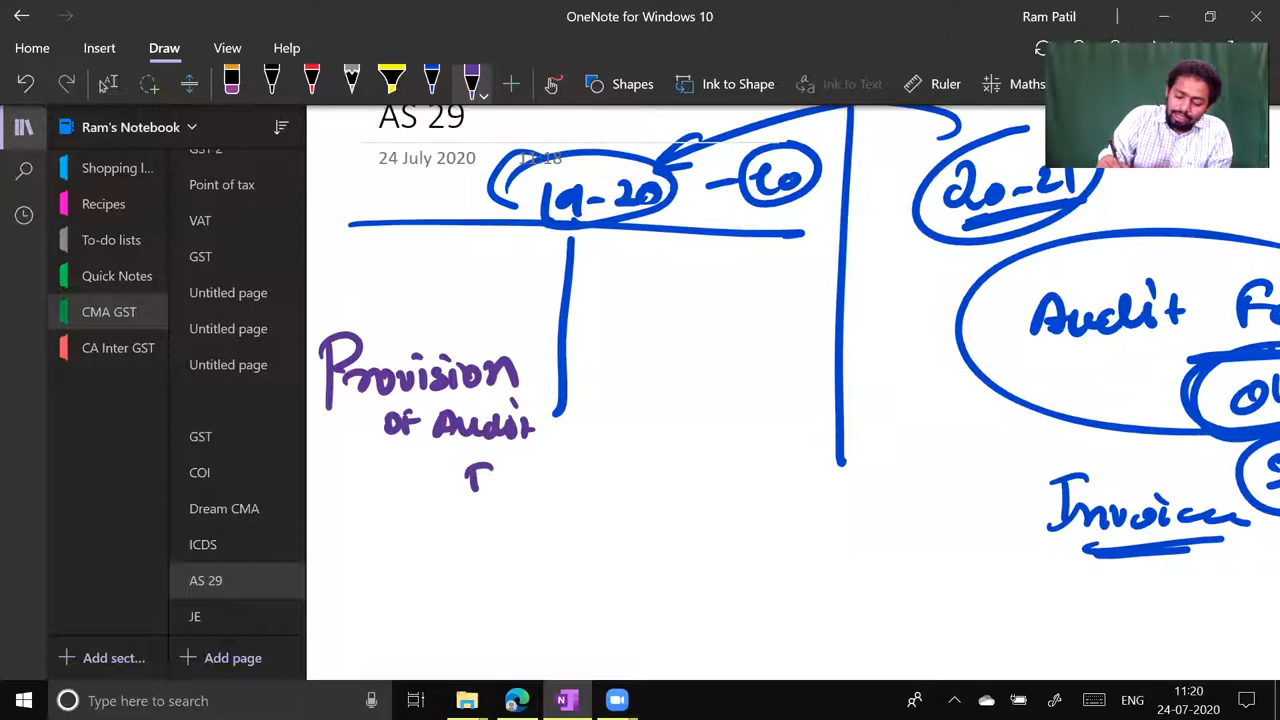 OneNote for Windows 10
Ram Patil
Home Insert Draw View Help
Shapes Ink to Shape Ink to Text Ruler Maths
Ram's Notebook
Shopping l...
Recipes
To-do lists
Quick Notes
CMA GST
CA Inter GST
GST 2
Point of tax
VAT
GST
Untitled page
Untitled page
Untitled page
GST
COI
Dream CMA
ICDS
AS 29
JE
Add sect...
Add page
AS 29
24 July 2020 11:18
19-20
20-21
Audit
Provision
of Audit
Invoice
Type here to search
ENG
11:20
24-07-2020